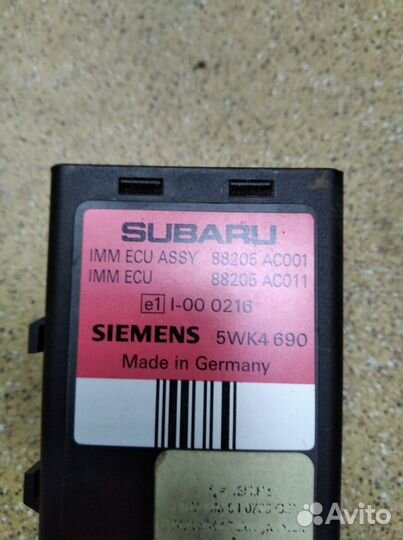 SUBARU
IMM ECU ASSY 88205 AC001
IMM ECU 88205 AC011
e1 I-00 0216
SIEMENS 5WK4 690
Made in Germany
Avito